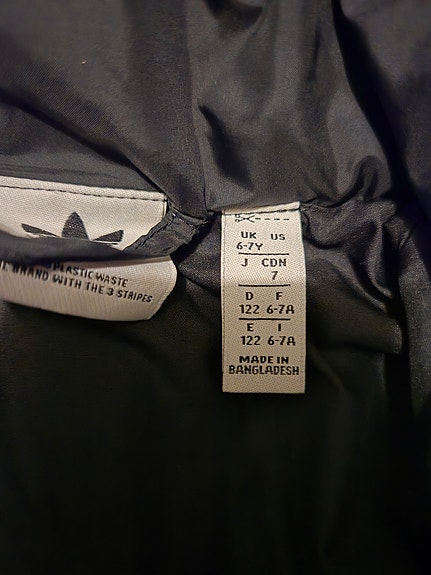 PLASTIC WASTE
BRAND WITH THE 3 STRIPES
UK US
6-7Y
J CDN
7
D F
122 6-7A
E I
122 6-7A
MADE IN
BANGLADESH